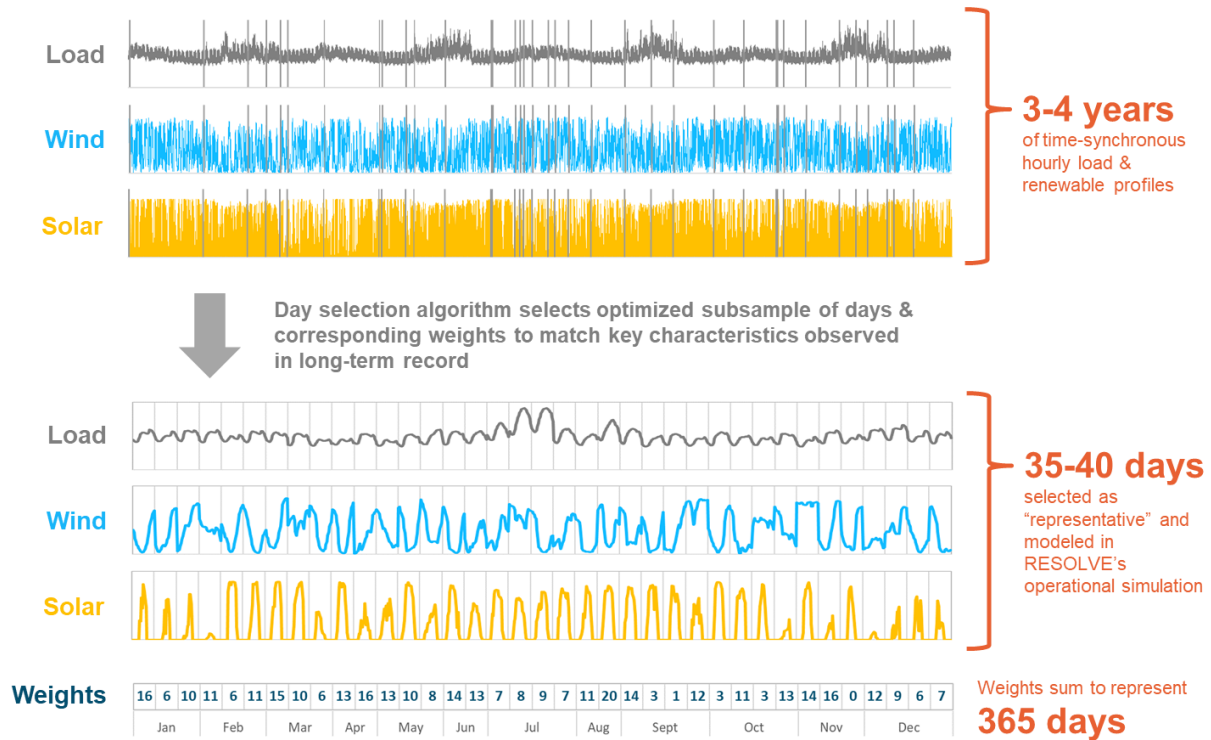 Load
Wind
Solar
3-4 years
of time-synchronous
hourly load &
renewable profiles
Day selection algorithm selects optimized subsample of days &
corresponding weights to match key characteristics observed
in long-term record
Load
Wind
Solar
35-40 days
selected as
“representative” and
modeled in
RESOLVE’s
operational simulation
Weights
16 6 10 11 6 11 15 10 6 13 16 13 10 8 14 13 7 8 9 7 11 20 14 3 1 12 3 11 3 13 14 16 0 12 9 6 7
Jan Feb Mar Apr May Jun Jul Aug Sept Oct Nov Dec
Weights sum to represent
365 days